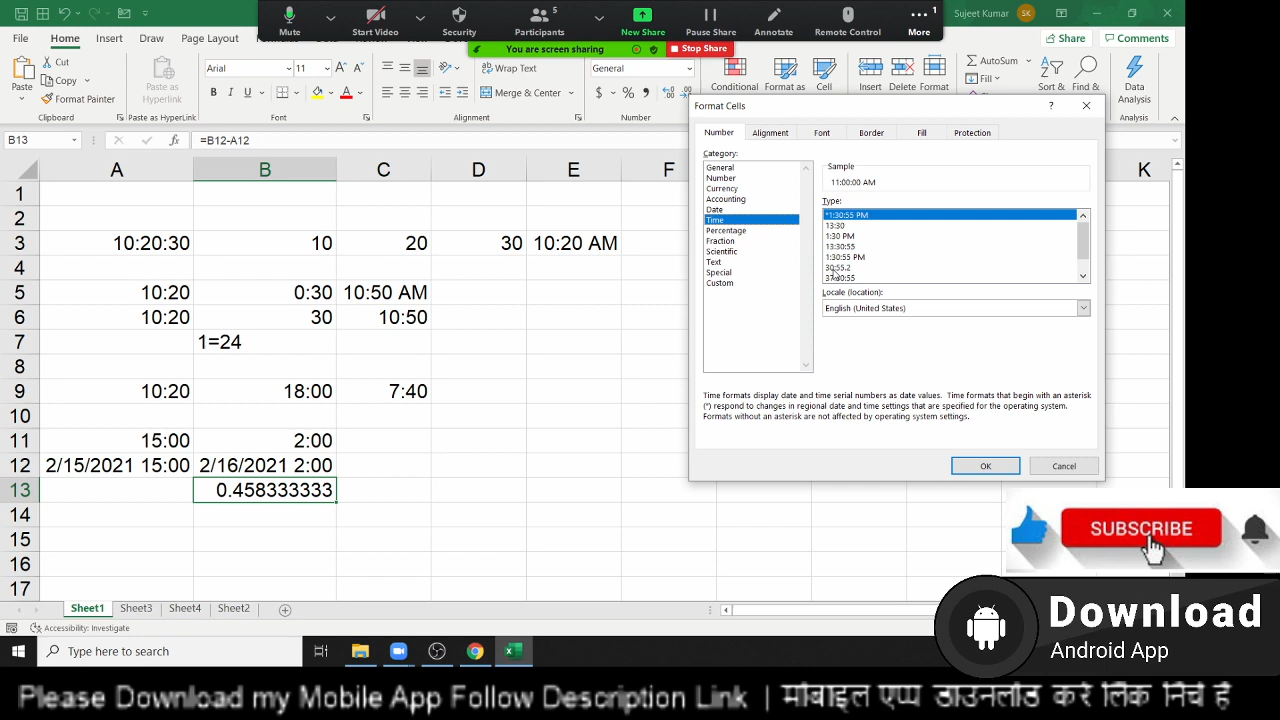 Mute
Start Video
Security
5
Participants
New Share
Pause Share
Annotate
Remote Control
1
More
Sujeet Kumar
SK
You are screen sharing
Stop Share
File
Home
Insert
Draw
Page Layout
Share
Comments
Paste
Cut
Copy
Format Painter
Clipboard
Paste as
Hyperlink
Paste as Hyperlink
Arial
11
B I U
Font
Wrap Text
Merge & Center
Alignment
General
$ % ,
Number
Conditional
Format as
Cell
Insert
Delete
Format
AutoSum
Fill
Sort &
Find &
Data
Analysis
Analysis
B13
fx
=B12-A12
A B C D E F K
1
2
3 10:20:30 10 20 30 10:20 AM
4
5 10:20 0:30 10:50 AM
6 10:20 30 10:50
7 1=24
8
9 10:20 18:00 7:40
10
11 15:00 2:00
12 2/15/2021 15:00 2/16/2021 2:00
13 0.458333333
14
15
16
17
Format Cells
?
Number
Alignment
Font
Border
Fill
Protection
Category:
General
Number
Currency
Accounting
Date
Time
Percentage
Fraction
Scientific
Text
Special
Custom
Sample
11:00:00 AM
Type:
*1:30:55 PM
13:30
1:30 PM
13:30:55
1:30:55 PM
30:55.2
37:30:55
Locale (location):
English (United States)
Time formats display date and time serial numbers as date values. Time formats that begin with an asterisk
(*) respond to changes in regional date and time settings that are specified for the operating system.
Formats without an asterisk are not affected by operating system settings.
OK
Cancel
SUBSCRIBE
Download
Android App
Sheet1
Sheet3
Sheet4
Sheet2
Accessibility: Investigate
Type here to search
Please Download my Mobile App Follow Description Link | मोबाइल एप्प डाउनलोड करे लिंक निचे है